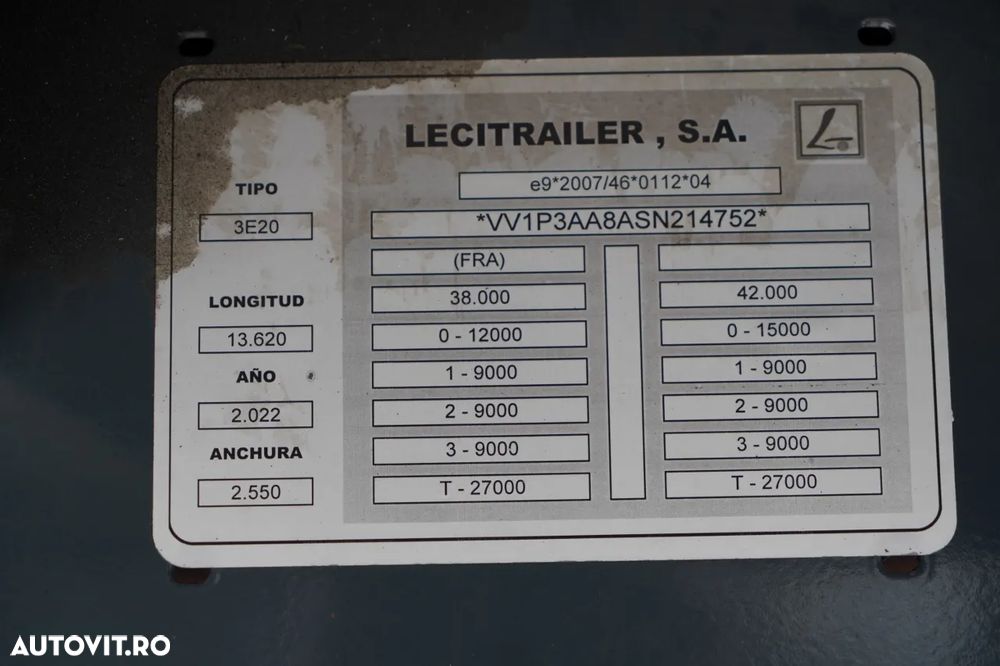 LECITRAILER , S.A.
e9*2007/46*0112*04
*VV1P3AA8ASN214752*
TIPO
3E20
LONGITUD
13.620
AÑO
2.022
ANCHURA
2.550
(FRA)
38.000
0 - 12000
1 - 9000
2 - 9000
3 - 9000
T - 27000
42.000
0 - 15000
1 - 9000
2 - 9000
3 - 9000
T - 27000
AUTOVIT.RO